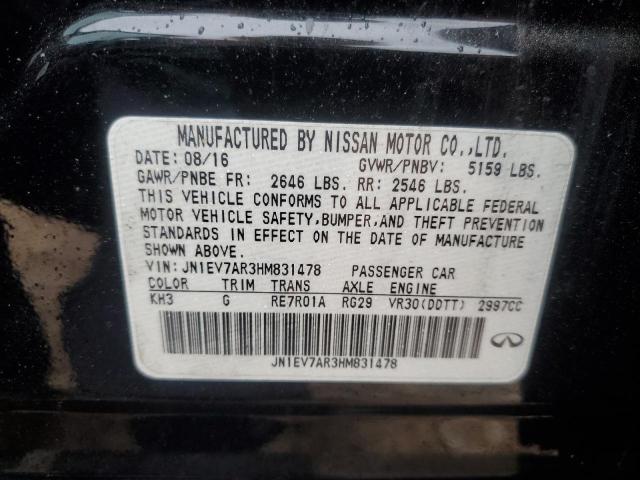 MANUFACTURED BY NISSAN MOTOR CO.,LTD.
DATE: 08/16 GVWR/PNBV: 5159 LBS.
GAWR/PNBE FR: 2646 LBS. RR: 2546 LBS.
THIS VEHICLE CONFORMS TO ALL APPLICABLE FEDERAL
MOTOR VEHICLE SAFETY,BUMPER,AND THEFT PREVENTION
STANDARDS IN EFFECT ON THE DATE OF MANUFACTURE
SHOWN ABOVE.
VIN: JN1EV7AR3HM831478 PASSENGER CAR
COLOR TRIM TRANS AXLE ENGINE
KH3 G RE7R01A RG29 VR30(DDTT) 2997CC
JN1EV7AR3HM831478